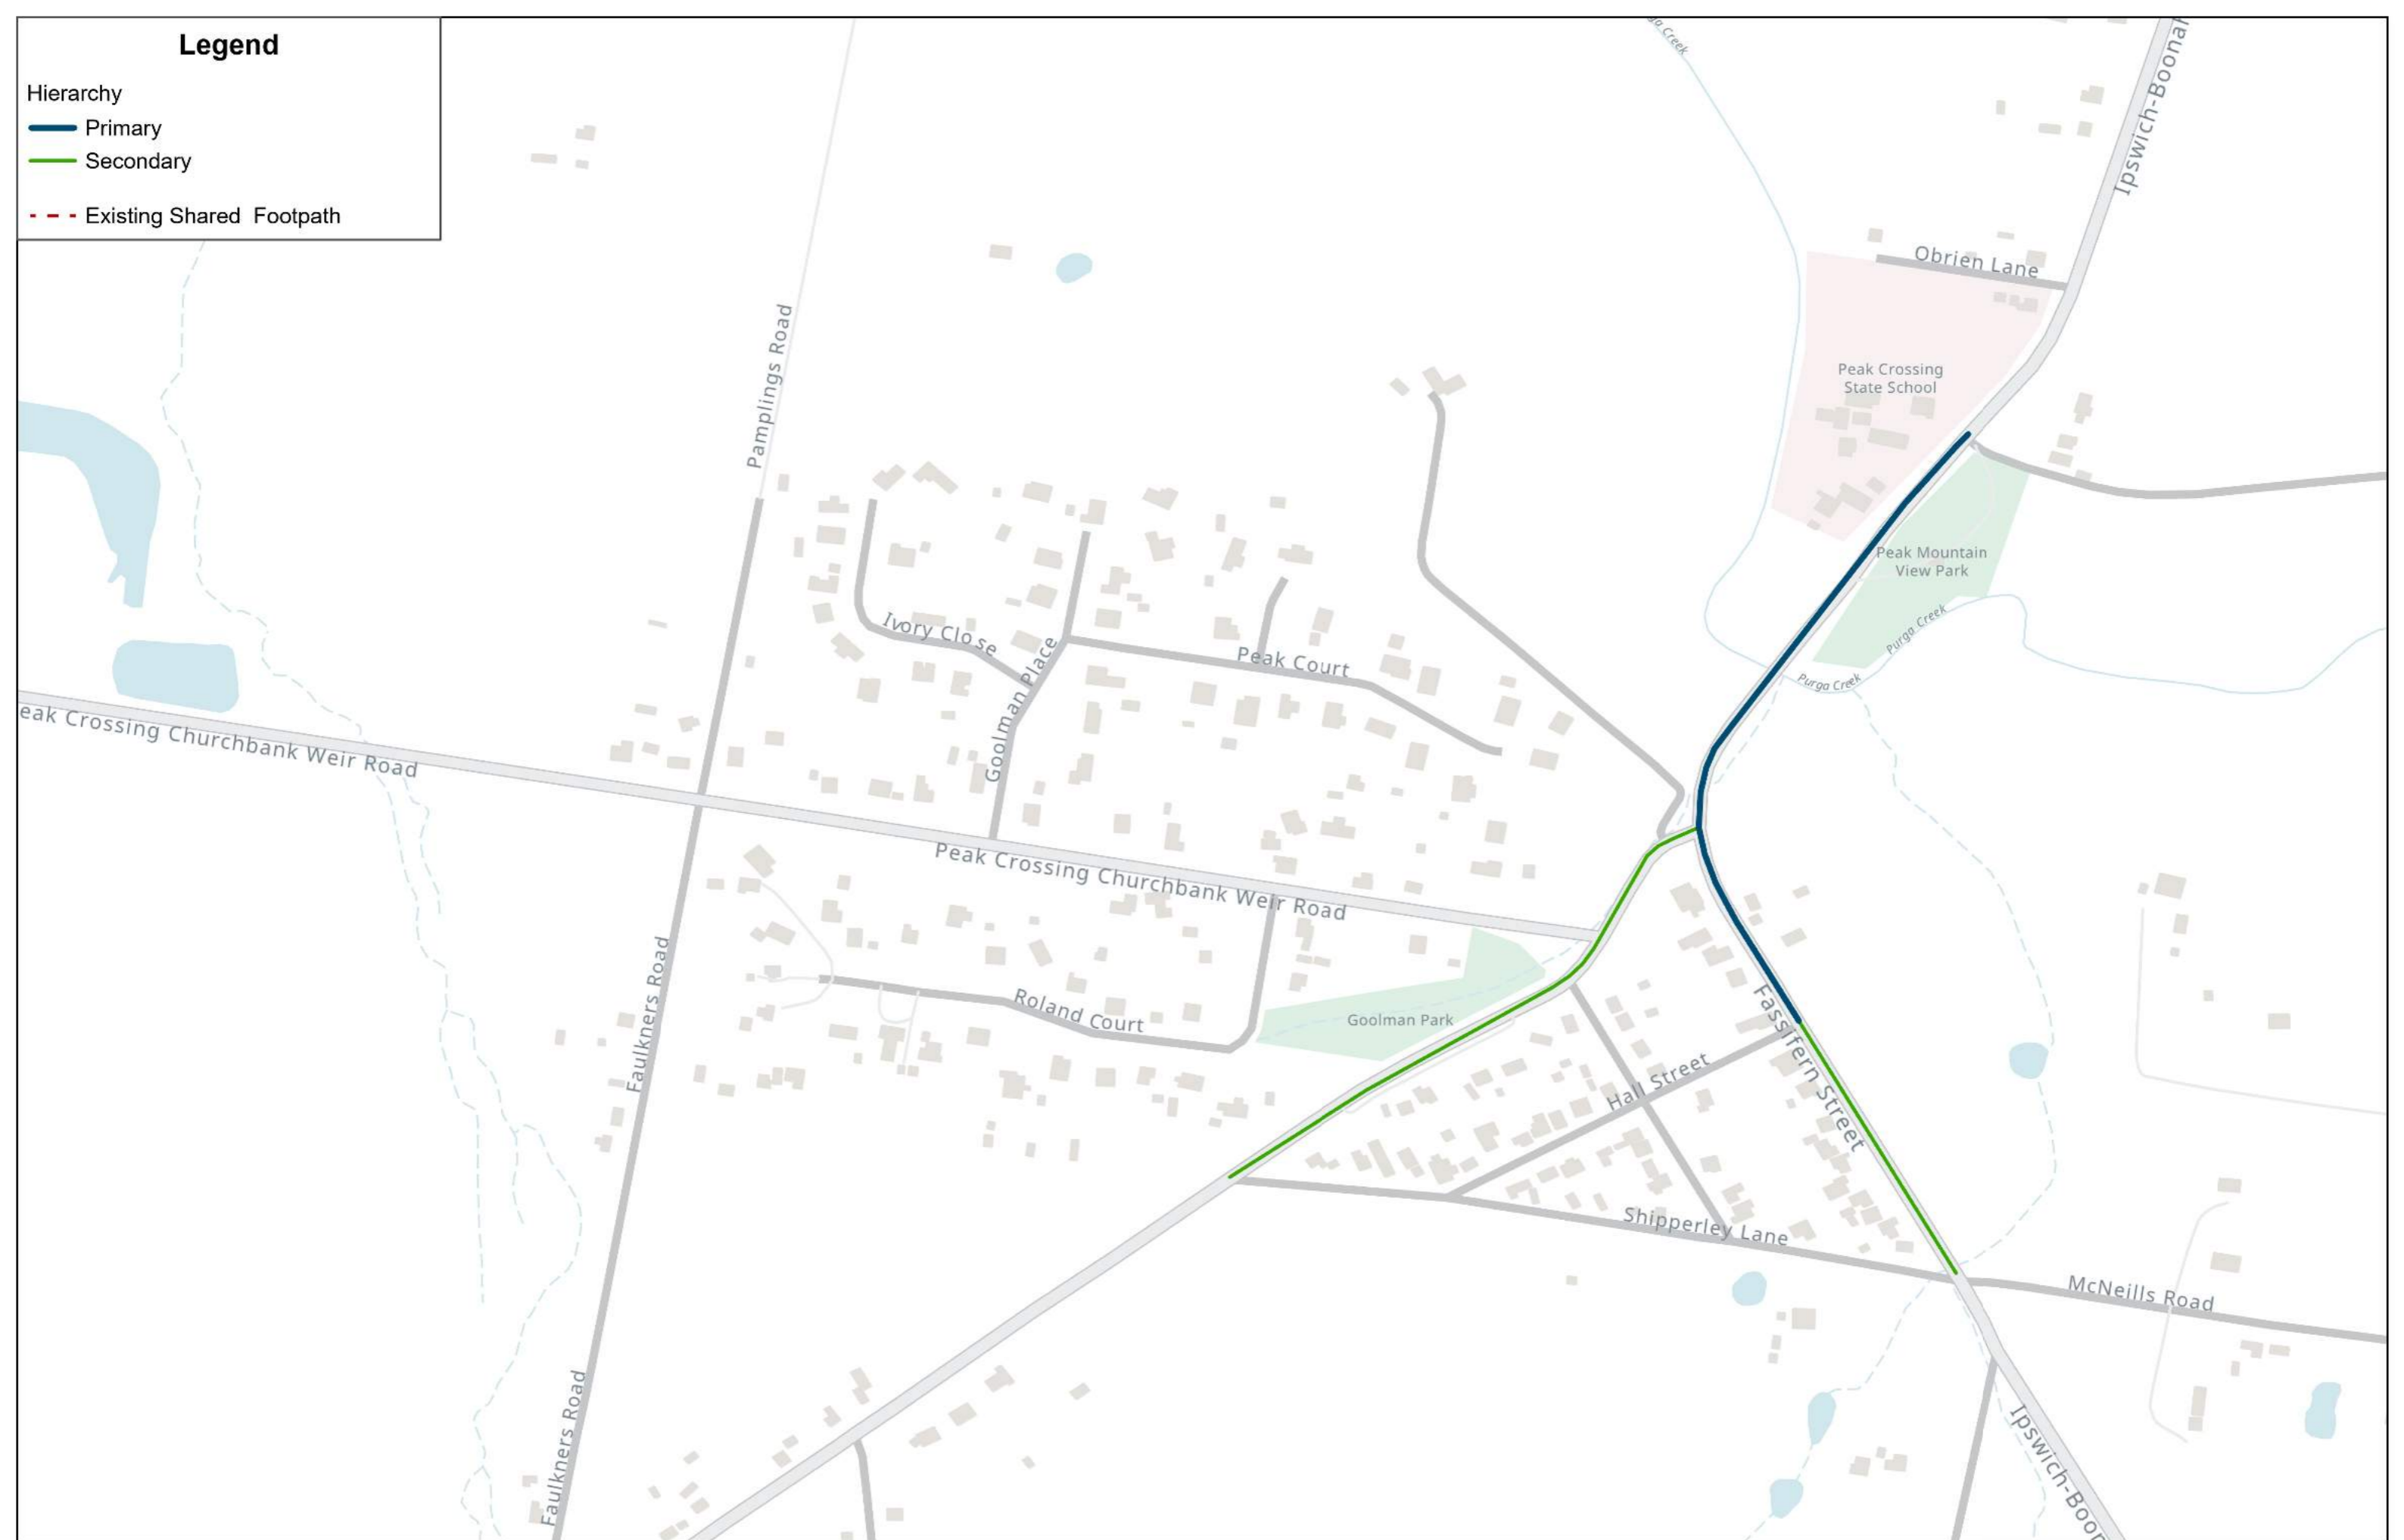 Legend
Hierarchy
Primary
Secondary
Existing Shared Footpath
Creek
Ipswich-Boonah
Obrien Lane
Peak Crossing
State School
Pamplings Road
Peak Mountain
View Park
Purga Creek
Purga Creek
Ivory Close
Goolman Place
Peak Court
eak Crossing Churchbank Weir Road
Peak Crossing Churchbank Weir Road
Faulkners Road
Roland Court
Goolman Park
Fassifern Street
Hall Street
Shipperley Lane
McNeills Road
Faulkners Road
Ipswich-Boon